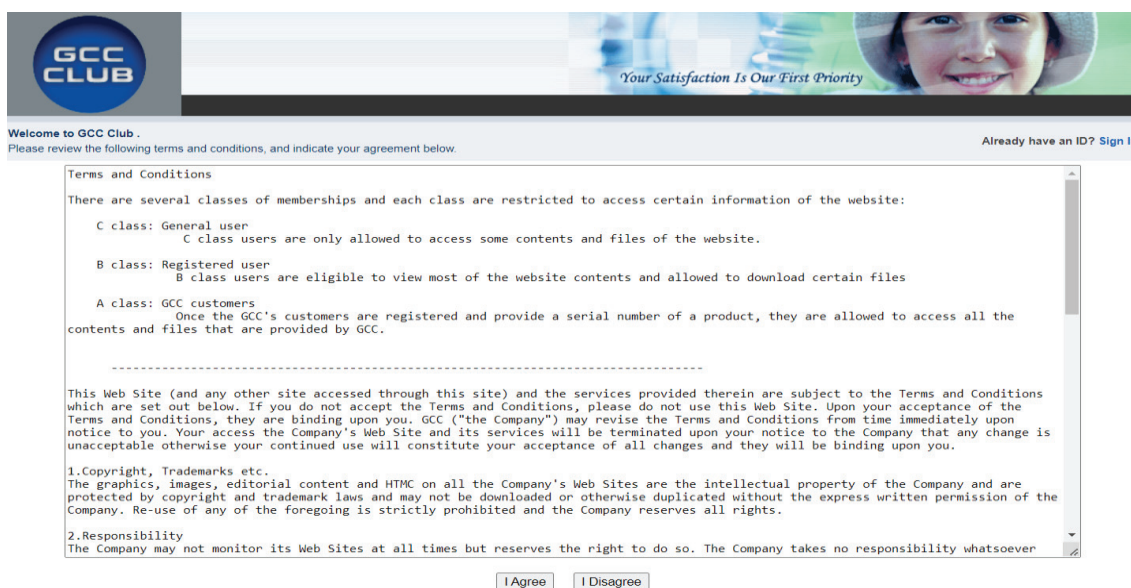 GCC
CLUB
Your Satisfaction Is Our First Priority
Welcome to GCC Club .
Please review the following terms and conditions, and indicate your agreement below.
Already have an ID? Sign I
Terms and Conditions
There are several classes of memberships and each class are restricted to access certain information of the website:
C class: General user
C class users are only allowed to access some contents and files of the website.
B class: Registered user
B class users are eligible to view most of the website contents and allowed to download certain files
A class: GCC customers
Once the GCC's customers are registered and provide a serial number of a product, they are allowed to access all the
contents and files that are provided by GCC.
----------------------------------------------------------------------------------
This Web Site (and any other site accessed through this site) and the services provided therein are subject to the Terms and Conditions
which are set out below. If you do not accept the Terms and Conditions, please do not use this Web Site. Upon your acceptance of the
Terms and Conditions, they are binding upon you. GCC ("the Company") may revise the Terms and Conditions from time immediately upon
notice to you. Your access the Company's Web Site and its services will be terminated upon your notice to the Company that any change is
unacceptable otherwise your continued use will constitute your acceptance of all changes and they will be binding upon you.
1.Copyright, Trademarks etc.
The graphics, images, editorial content and HTMC on all the Company's Web Sites are the intellectual property of the Company and are
protected by copyright and trademark laws and may not be downloaded or otherwise duplicated without the express written permission of the
Company. Re-use of any of the foregoing is strictly prohibited and the Company reserves all rights.
2.Responsibility
The Company may not monitor its Web Sites at all times but reserves the right to do so. The Company takes no responsibility whatsoever
I Agree
I Disagree